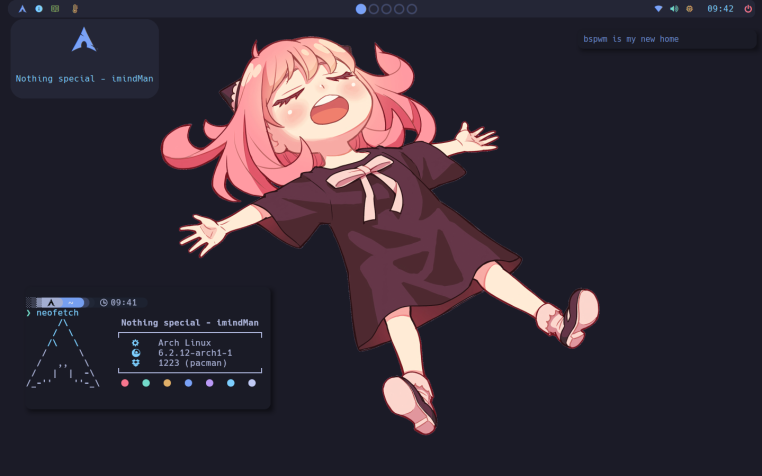 09:42
bspwm is my new home
Nothing special - imindMan
~
09:41
❯ neofetch
Nothing special - imindMan
Arch Linux
6.2.12-arch1-1
1223 (pacman)